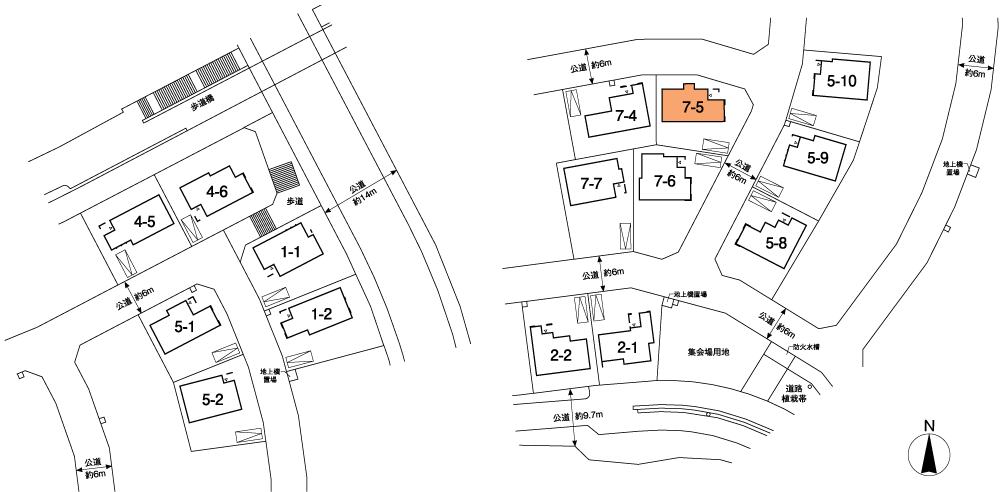 歩道橋
4-6
4-5
歩道
公道
約14m
1-1
公道 約6m
1-2
5-1
地上機
置場
5-2
公道
約6m
公道 約6m
7-4
7-5
5-10
公道
約6m
5-9
地上機
置場
7-7
7-6
公道
約6m
5-8
公道 約6m
地上機置場
公道
約6m
2-2
2-1
集会場用地
防火水槽
道路
植栽帯
公道 約9.7m
N